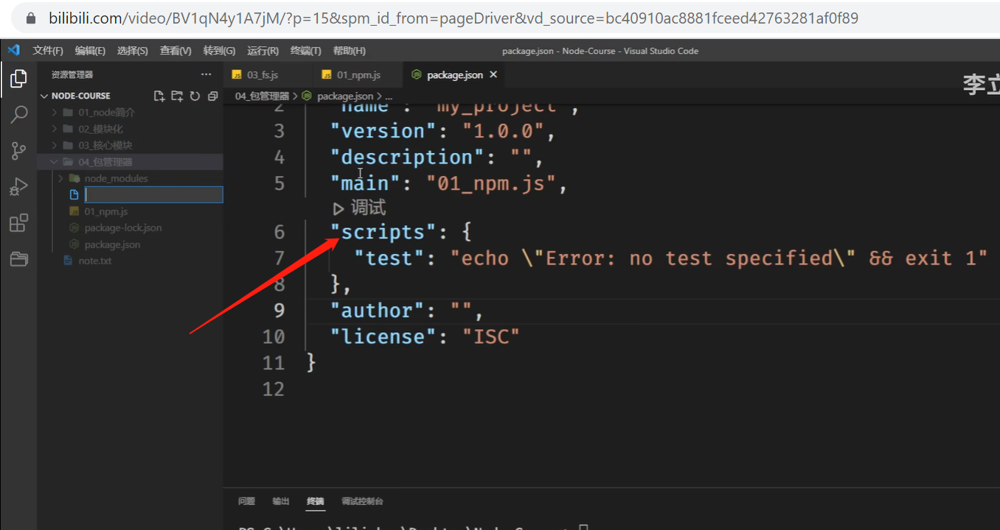 bilibili.com/video/BV1qN4y1A7jM/?p=15&spm_id_from=pageDriver&vd_source=bc40910ac8881fceed42763281af0f89
文件(F) 编辑(E) 选择(S) 查看(V) 转到(G) 运行(R) 终端(T) 帮助(H) package.json - Node-Course - Visual Studio Code
资源管理器 ···
03_fs.js 01_npm.js package.json ×
李立
NODE-COURSE
04_包管理器 > package.json > ...
01_node简介
02_模块化
03_核心模块
04_包管理器
node_modules
01_npm.js
package-lock.json
package.json
note.txt
2 "name": "my_project",
3 "version": "1.0.0",
4 "description": "",
5 "main": "01_npm.js",
调试
6 "scripts": {
7 "test": "echo \"Error: no test specified\" && exit 1"
8 },
9 "author": "",
10 "license": "ISC"
11 }
12
问题 输出 终端 调试控制台